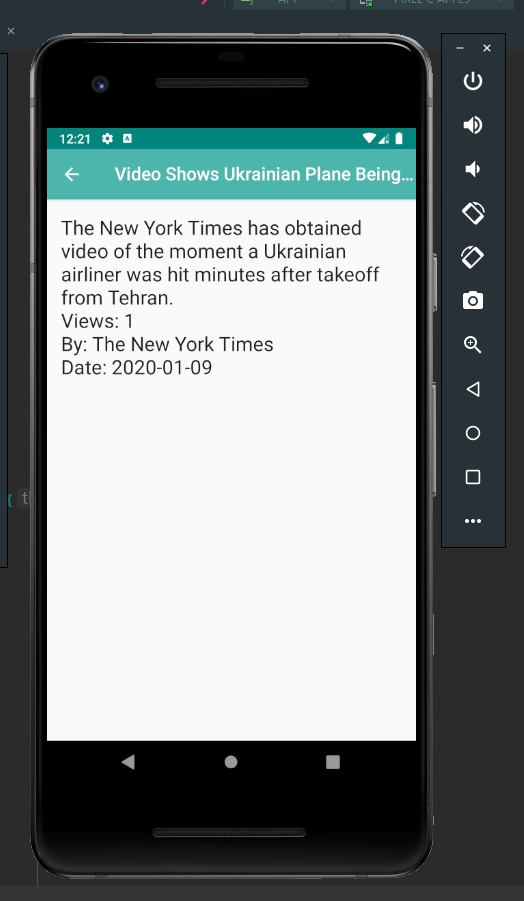 12:21
Video Shows Ukrainian Plane Being...
The New York Times has obtained
video of the moment a Ukrainian
airliner was hit minutes after takeoff
from Tehran.
Views: 1
By: The New York Times
Date: 2020-01-09